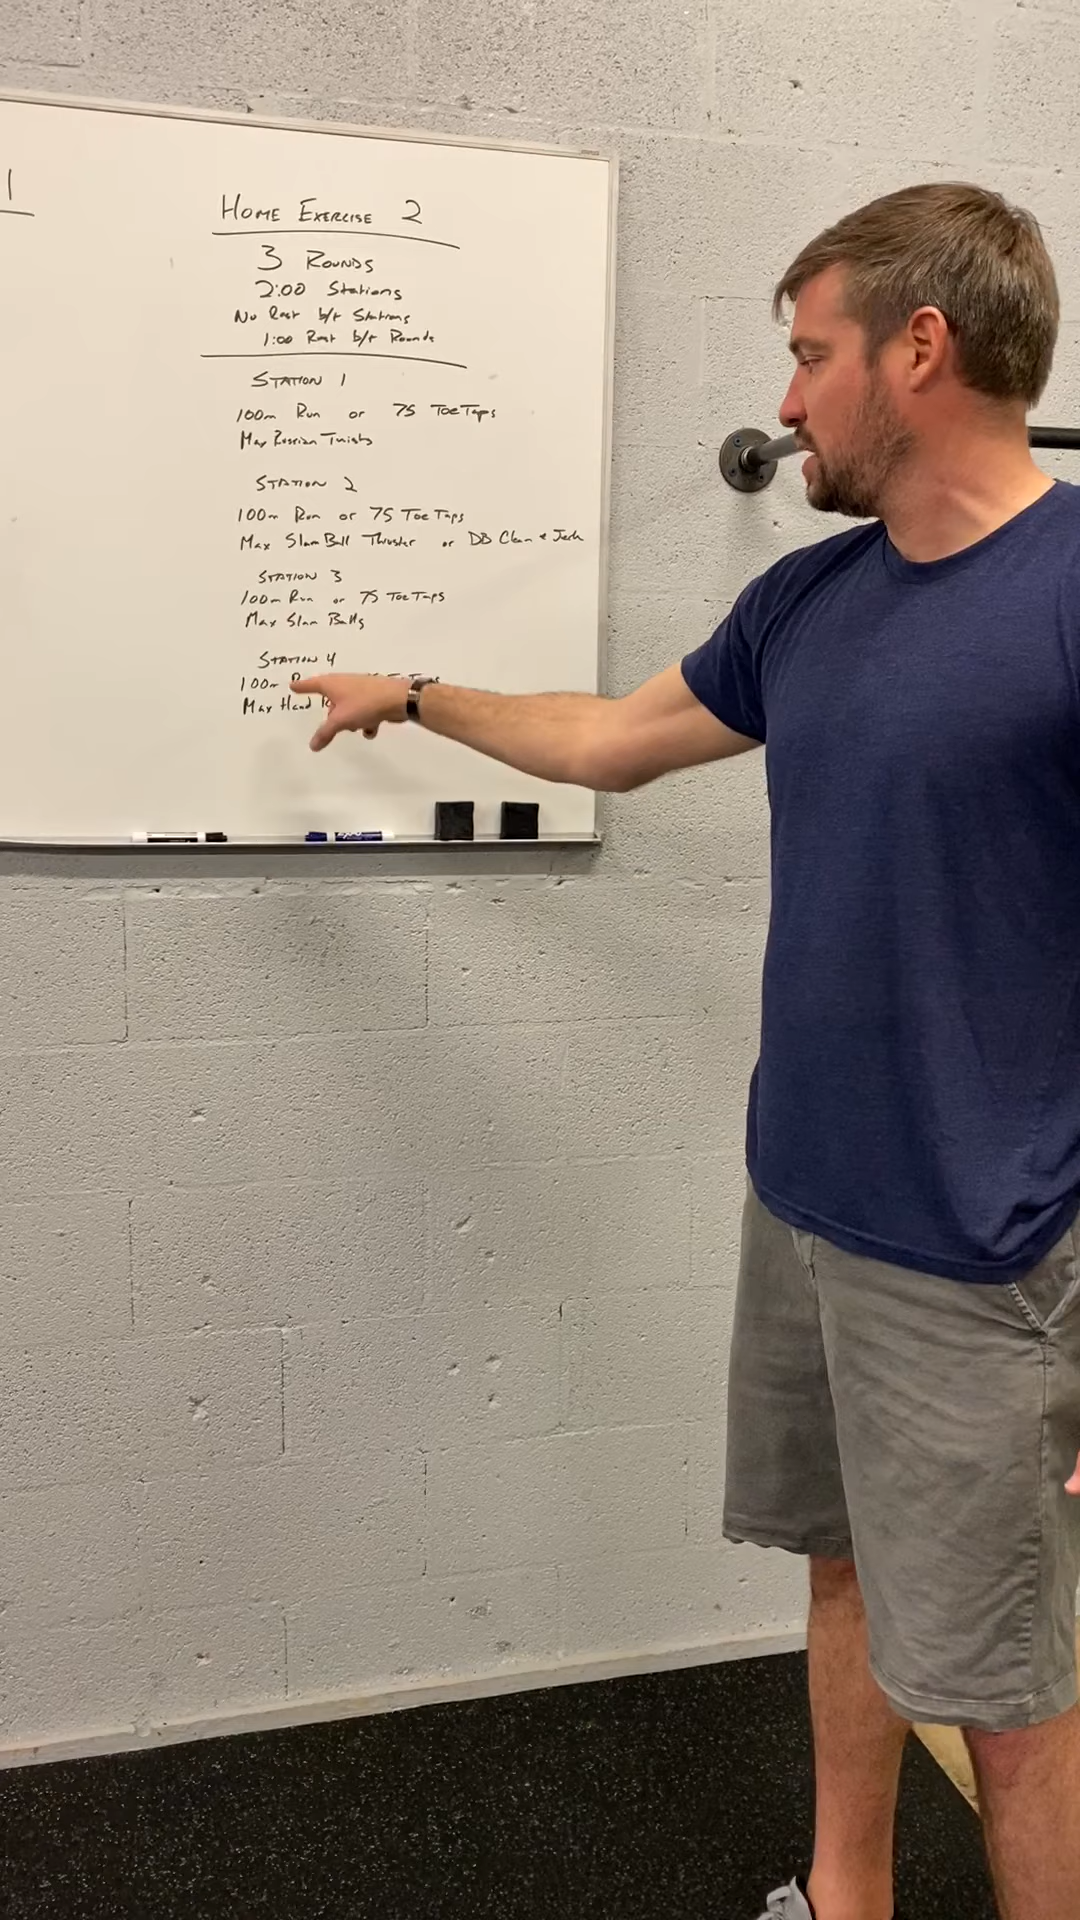 1
HOME EXERCISE 2
3 ROUNDS
2:00 Stations
No Rest b/t Stations
1:00 Rest b/t Rounds
STATION 1
100m Run or 75 Toe Taps
Max Russian Twists
STATION 2
100m Run or 75 Toe Taps
Max Slam Ball Thruster or DB Clean & Jerk
STATION 3
100m Run or 75 Toe Taps
Max Slam Balls
STATION 4
100m
Max Hand